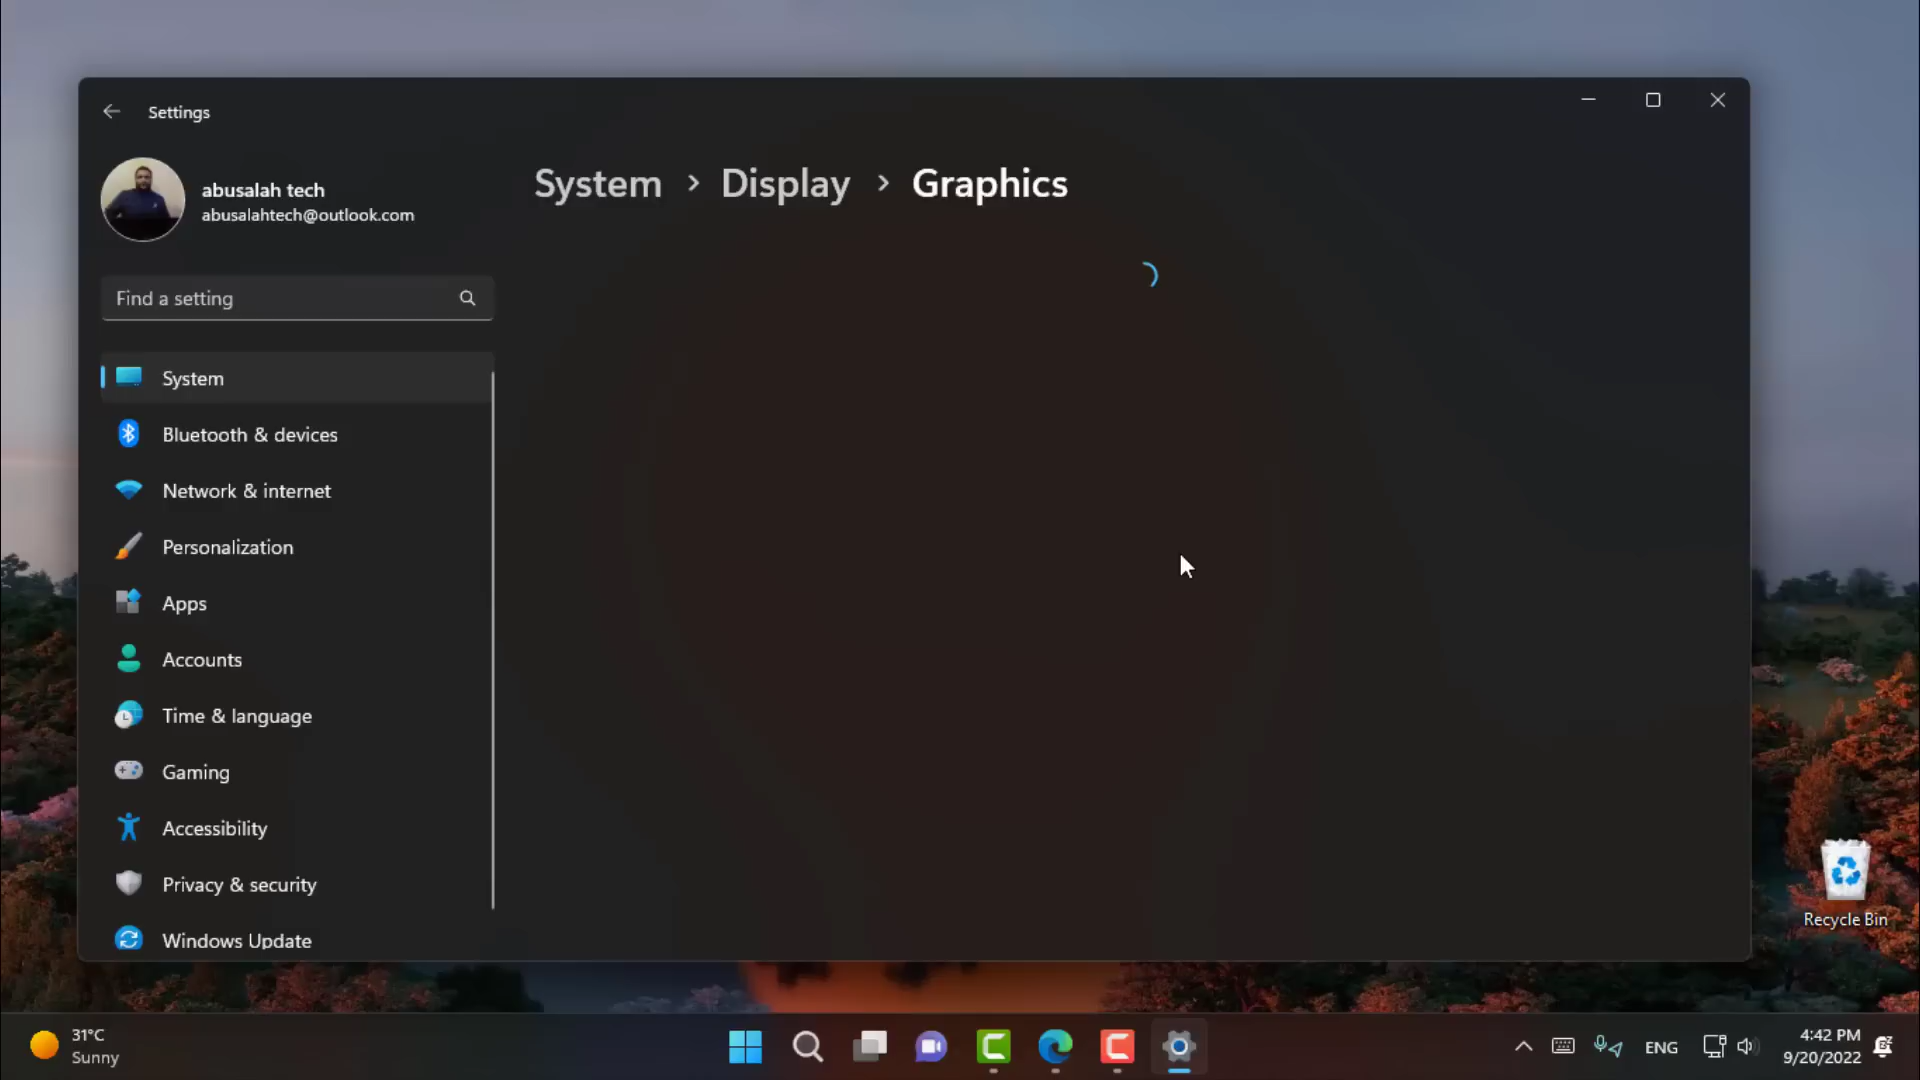 Settings
abusalah tech
abusalahtech@outlook.com
System > Display > Graphics
Find a setting
System
Bluetooth & devices
Network & internet
Personalization
Apps
Accounts
Time & language
Gaming
Accessibility
Privacy & security
Windows Update
Recycle Bin
31°C
Sunny
ENG
4:42 PM
9/20/2022